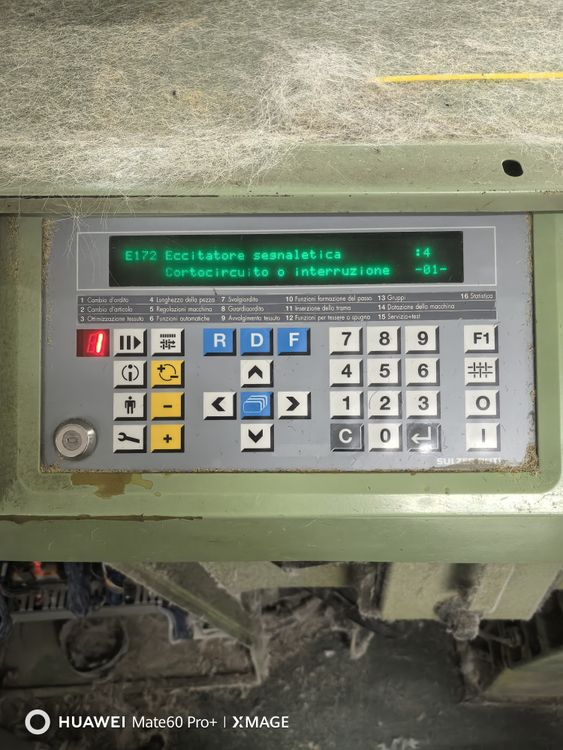 E172 Eccitatore segnaletica :4
Cortocircuito o interruzione -01-
1 Cambio d'ordito 4 Lunghezza della pezza 7 Svolgiordito 10 Funzioni formazione del passo 13 Gruppi 16 Statistica
2 Cambio d'articolo 5 Regolazioni macchina 8 Guardiaordito 11 Inserzione della trama 14 Dotazione della macchina
3 Ottimizzazione tessuto 6 Funzioni automatiche 9 Avvolgimento tessuto 12 Funzioni per tessere a spugna 15 Servizio+test
R D F 7 8 9 F1
4 5 6
- 1 2 3 O
+ C 0 I
SULZER RUTI
HUAWEI Mate60 Pro+ | XMAGE